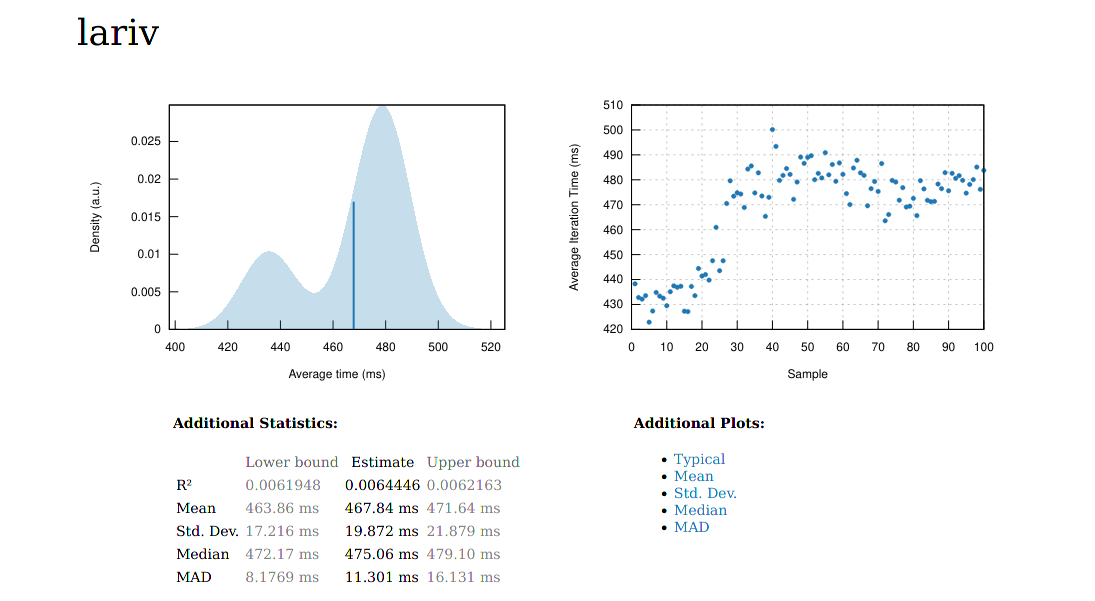 lariv
Density (a.u.)
0.025
0.02
0.015
0.01
0.005
0
400 420 440 460 480 500 520
Average time (ms)
Average Iteration Time (ms)
510
500
490
480
470
460
450
440
430
420
0 10 20 30 40 50 60 70 80 90 100
Sample
Additional Statistics:
Lower bound Estimate Upper bound
R² 0.0061948 0.0064446 0.0062163
Mean 463.86 ms 467.84 ms 471.64 ms
Std. Dev. 17.216 ms 19.872 ms 21.879 ms
Median 472.17 ms 475.06 ms 479.10 ms
MAD 8.1769 ms 11.301 ms 16.131 ms
Additional Plots:
• Typical
• Mean
• Std. Dev.
• Median
• MAD